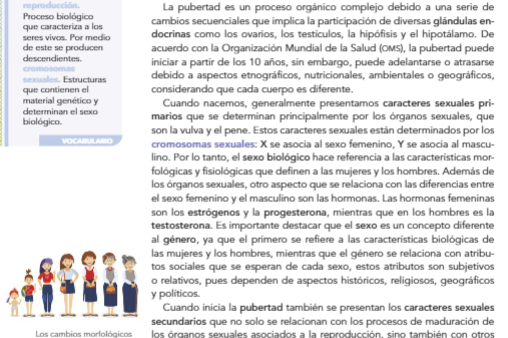 reproducción.
Proceso biológico
que caracteriza a los
seres vivos. Por medio
de este se producen
descendientes.
cromosomas
sexuales. Estructuras
que contienen el
material genético y
determinan el sexo
biológico.
VOCABULARIO
La pubertad es un proceso orgánico complejo debido a una serie de
cambios secuenciales que implica la participación de diversas glándulas en-
docrinas como los ovarios, los testículos, la hipófisis y el hipotálamo. De
acuerdo con la Organización Mundial de la Salud (OMS), la pubertad puede
iniciar a partir de los 10 años, sin embargo, puede adelantarse o atrasarse
debido a aspectos etnográficos, nutricionales, ambientales o geográficos,
considerando que cada cuerpo es diferente.
Cuando nacemos, generalmente presentamos caracteres sexuales pri-
marios que se determinan principalmente por los órganos sexuales, que
son la vulva y el pene. Estos caracteres sexuales están determinados por los
cromosomas sexuales: X se asocia al sexo femenino, Y se asocia al mascu-
lino. Por lo tanto, el sexo biológico hace referencia a las características mor-
fológicas y fisiológicas que definen a las mujeres y los hombres. Además de
los órganos sexuales, otro aspecto que se relaciona con las diferencias entre
el sexo femenino y el masculino son las hormonas. Las hormonas femeninas
son los estrógenos y la progesterona, mientras que en los hombres es la
testosterona. Es importante destacar que el sexo es un concepto diferente
al género, ya que el primero se refiere a las características biológicas de
las mujeres y los hombres, mientras que el género se relaciona con atribu-
tos sociales que se esperan de cada sexo, estos atributos son subjetivos
o relativos, pues dependen de aspectos históricos, religiosos, geográficos
y políticos.
Cuando inicia la pubertad también se presentan los caracteres sexuales
secundarios que no solo se relacionan con los procesos de maduración de
los órganos sexuales asociados a la reproducción, sino también con otros
Los cambios morfológicos